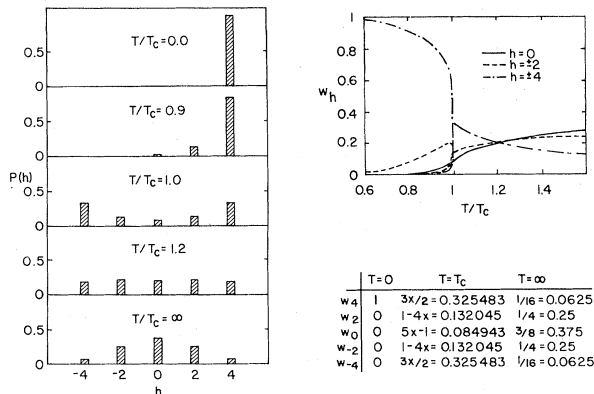 0.5
T/Tc=0.0
0
0.5
T/Tc=0.9
0
P(h)
0.5
T/Tc=1.0
0
0.5
T/Tc=1.2
0
0.5
T/Tc=∞
0
-4 -2 0 2 4
h
1
0.8
0.6
wh
0.4
0.2
0
h=0
h=±2
h=±4
0.6 0.8 1 1.2 1.4
T/Tc
T=0 T=Tc T=∞
w4 1 3x/2=0.325483 1/16=0.0625
w2 0 1-4x=0.132045 1/4=0.25
w0 0 5x-1=0.084943 3/8=0.375
w-2 0 1-4x=0.132045 1/4=0.25
w-4 0 3x/2=0.325483 1/16=0.0625